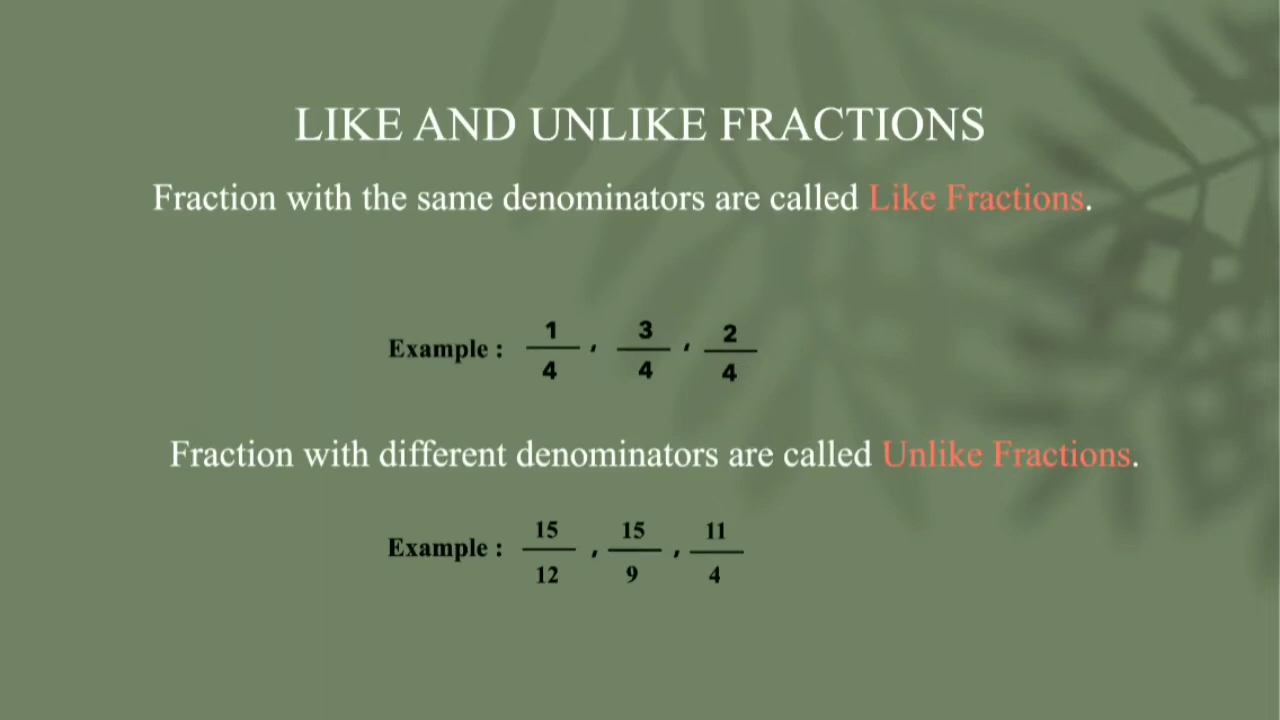 LIKE AND UNLIKE FRACTIONS
Fraction with the same denominators are called Like Fractions.
Example : 1/4 , 3/4 , 2/4
Fraction with different denominators are called Unlike Fractions.
Example : 15/12 , 15/9 , 11/4